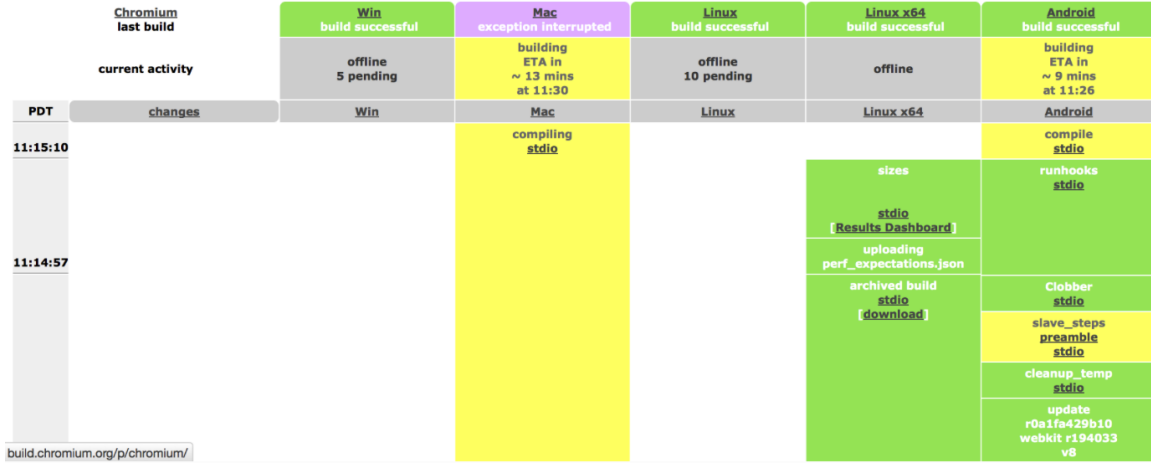 Chromium
last build
Win
build successful
Mac
exception interrupted
Linux
build successful
Linux x64
build successful
Android
build successful
current activity
offline
5 pending
building
ETA in
~ 13 mins
at 11:30
offline
10 pending
offline
building
ETA in
~ 9 mins
at 11:26
PDT
changes
Win
Mac
Linux
Linux x64
Android
11:15:10
compiling
stdio
compile
stdio
sizes
stdio
[Results Dashboard]
runhooks
stdio
11:14:57
uploading
perf_expectations.json
archived build
stdio
[download]
Clobber
stdio
slave_steps
preamble
stdio
cleanup_temp
stdio
update
r0a1fa429b10
webkit r194033
v8
build.chromium.org/p/chromium/